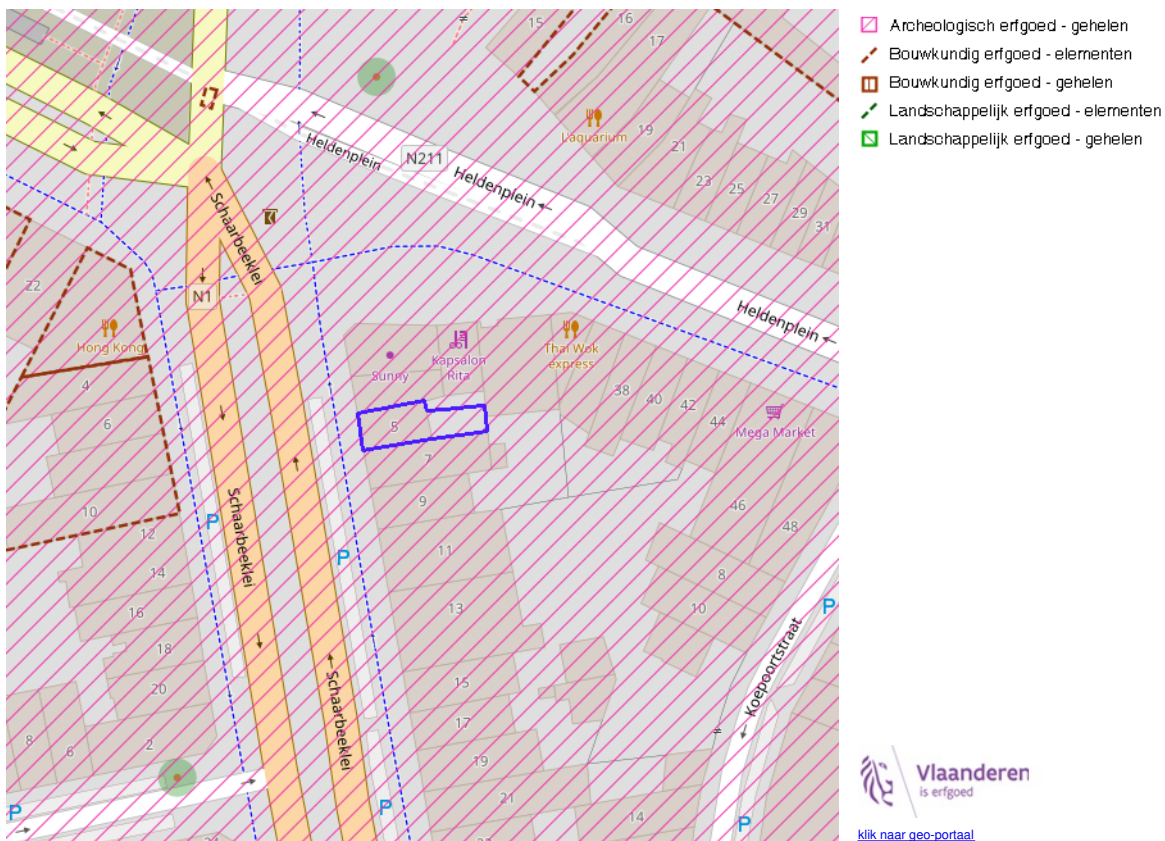 Archeologisch erfgoed - gehelen
Bouwkundig erfgoed - elementen
Bouwkundig erfgoed - gehelen
Landschappelijk erfgoed - elementen
Landschappelijk erfgoed - gehelen
15
16
17
L'aquarium
19
21
23
25
27
29
31
Heldenplein
N211
Heldenplein
Heldenplein
Schaarbeeklei
N1
22
Hong Kong
4
6
10
12
14
16
18
20
2
8
6
Sunny
Kapsalon
Rita
Thai Wok
express
38
40
42
44
Mega Market
46
48
8
10
5
7
9
11
13
15
17
19
21
14
Schaarbeeklei
Schaarbeeklei
Koepoortstraat
P
P
P
P
P
P
Vlaanderen
is erfgoed
klik naar geo-portaal